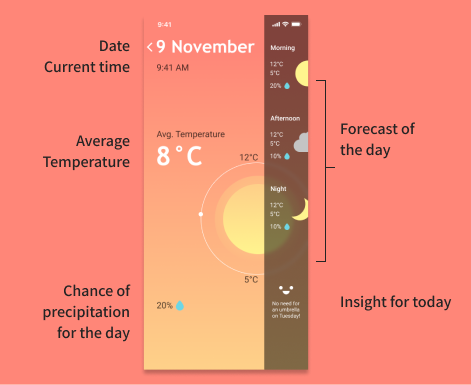 Date
Current time
Average
Temperature
Chance of
precipitation
for the day
9:41
9 November
9:41 AM
Avg. Temperature
8°C
12°C
5°C
20%
Morning
12°C
5°C
20%
Afternoon
12°C
5°C
10%
Night
12°C
5°C
10%
No need for
an umbrella
on Tuesday!
Forecast of
the day
Insight for today